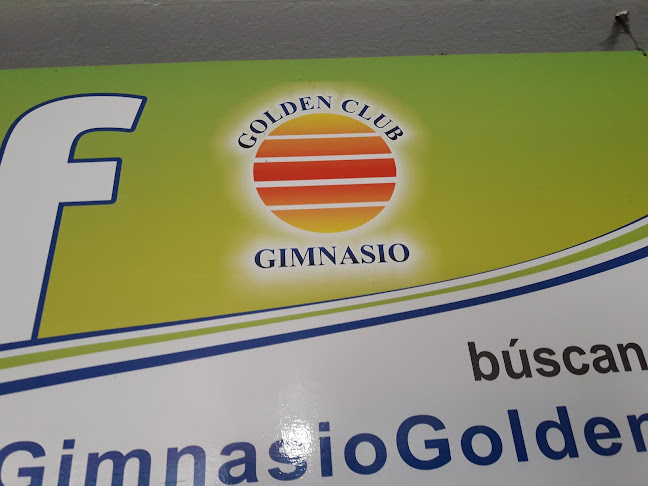 f
GOLDEN CLUB
GIMNASIO
búscan
GimnasioGolden